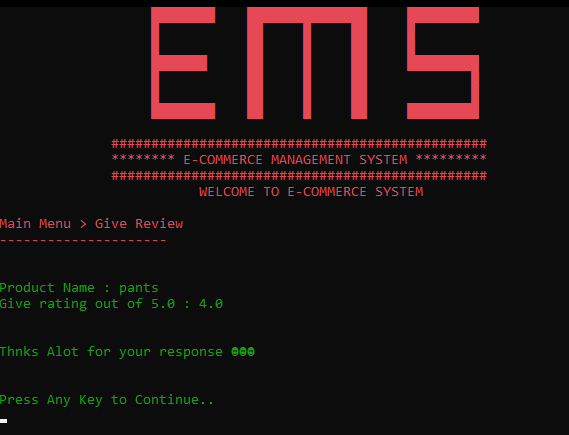 EMS
###############################################
******** E-COMMERCE MANAGEMENT SYSTEM *********
###############################################
WELCOME TO E-COMMERCE SYSTEM
Main Menu > Give Review
---------------------
Product Name : pants
Give rating out of 5.0 : 4.0
Thnks Alot for your response ☻☻☻
Press Any Key to Continue..